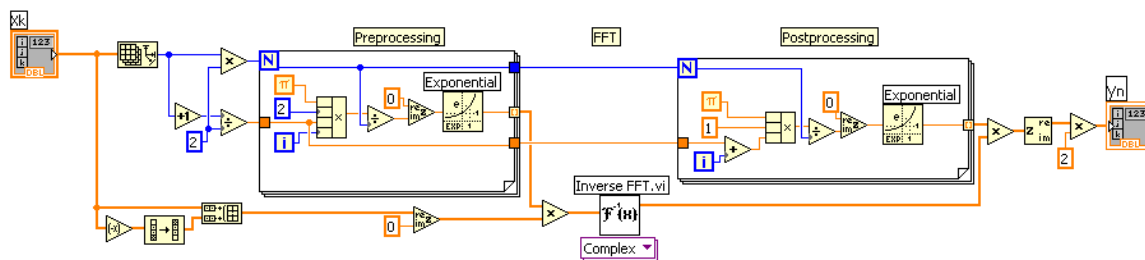 Xk
i
j
k
123
DBL
+1
2
×
÷
N
Preprocessing
π
2
i
×
÷
0
re
im
z
Exponential
e
EXP
-1
FFT
Postprocessing
N
π
1
i
+
×
÷
0
re
im
z
Exponential
e
EXP
-1
×
z
re
im
2
×
yn
i
j
k
123
DBL
(-x)
0
re
im
z
×
Inverse FFT.vi
F⁻¹(x)
Complex